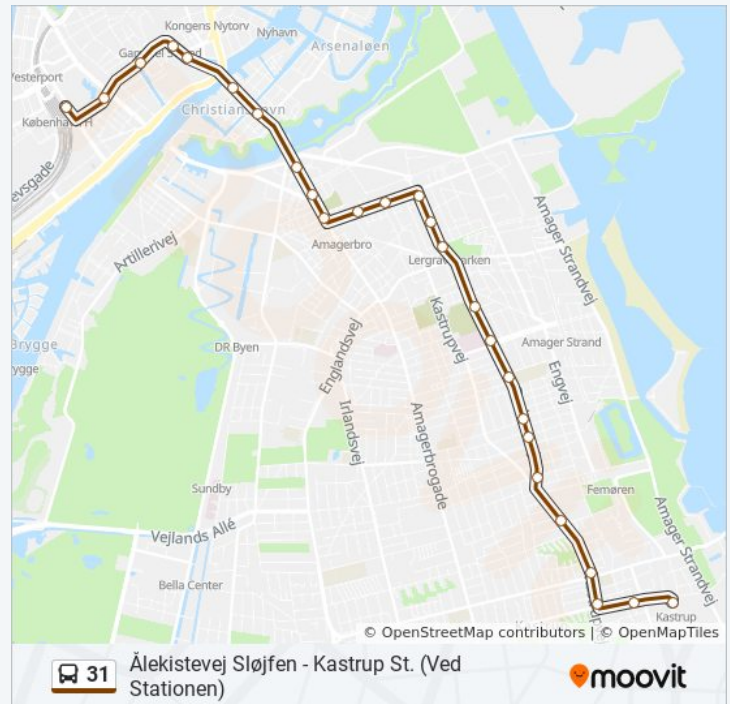 Kongens Nytorv
Nyhavn
Arsenaløen
Westerport
Christianshavn
Artillerivej
Amagerbro
Lergravsparken
Amager Strandvej
Kastrupvej
Amager Strand
Brygge
DR Byen
Englandsvej
Engvej
Irlandsvej
Amagerbrogade
Sundby
Femøren
Vejlands Allé
Amager Strandvej
Bella Center
Kastrup
© OpenStreetMap contributors | © OpenMapTiles
31
Ålekistevej Sløjfen - Kastrup St. (Ved
Stationen)
moovit